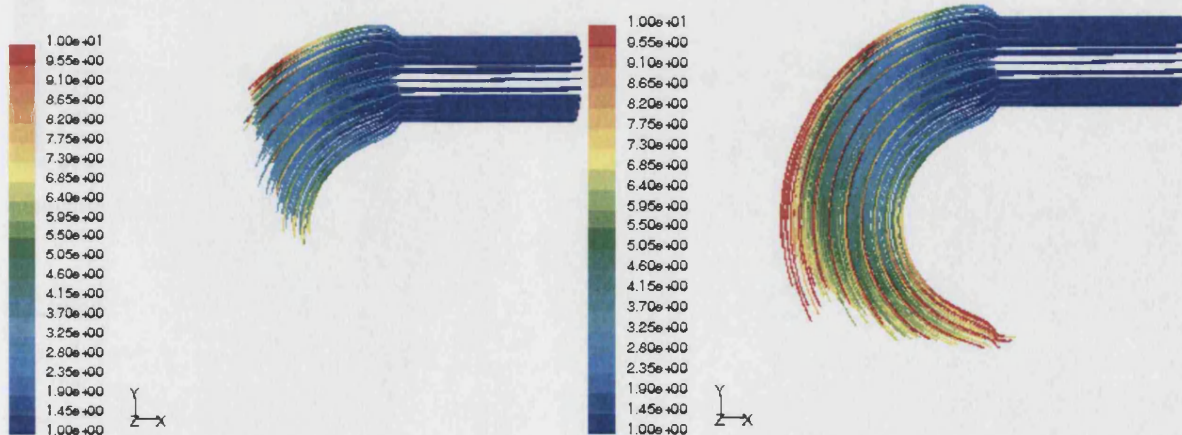 1.00e+01
9.55e+00
9.10e+00
8.65e+00
8.20e+00
7.75e+00
7.30e+00
6.85e+00
6.40e+00
5.95e+00
5.50e+00
5.05e+00
4.60e+00
4.15e+00
3.70e+00
3.25e+00
2.80e+00
2.35e+00
1.90e+00
1.45e+00
1.00e+00
Y
Z X
1.00e+01
9.55e+00
9.10e+00
8.65e+00
8.20e+00
7.75e+00
7.30e+00
6.85e+00
6.40e+00
5.95e+00
5.50e+00
5.05e+00
4.60e+00
4.15e+00
3.70e+00
3.25e+00
2.80e+00
2.35e+00
1.90e+00
1.45e+00
1.00e+00
Y
Z X